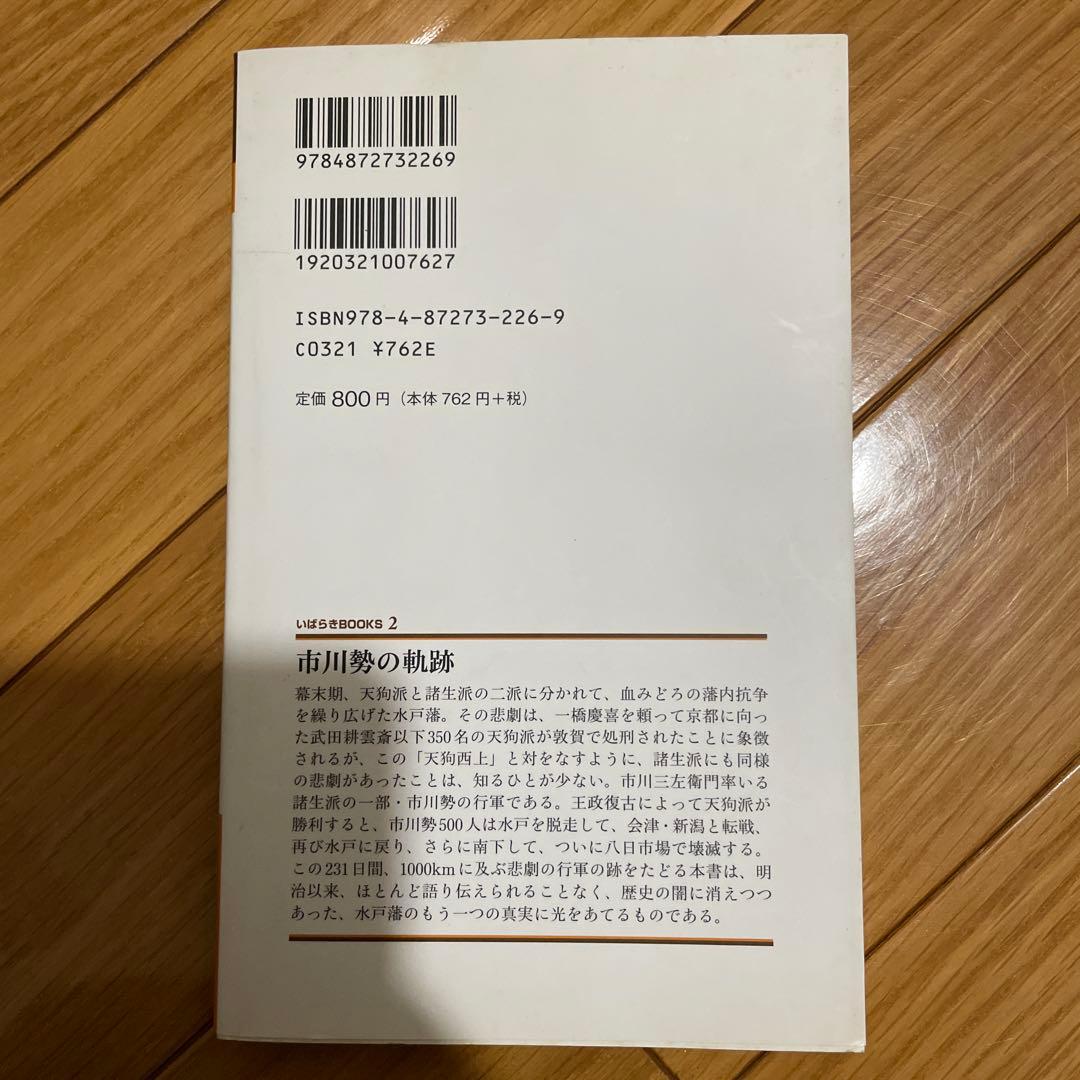 9784872732269
1920321007627
ISBN978-4-87273-226-9
C0321 ¥762E
定価 800 円（本体 762 円＋税）
いばらきBOOKS 2
市川勢の軌跡
幕末期、天狗派と諸生派の二派に分かれて、血みどろの藩内抗争
を繰り広げた水戸藩。その悲劇は、一橋慶喜を頼って京都に向っ
た武田耕雲斎以下350名の天狗派が敦賀で処刑されたことに象徴
されるが、この「天狗西上」と対をなすように、諸生派にも同様
の悲劇があったことは、知るひとが少ない。市川三左衛門率いる
諸生派の一部・市川勢の行軍である。王政復古によって天狗派が
勝利すると、市川勢500人は水戸を脱走して、会津・新潟と転戦、
再び水戸に戻り、さらに南下して、ついに八日市場で壊滅する。
この231日間、1000kmに及ぶ悲劇の行軍の跡をたどる本書は、明
治以来、ほとんど語り伝えられることなく、歴史の闇に消えつつ
あった、水戸藩のもう一つの真実に光をあてるものである。